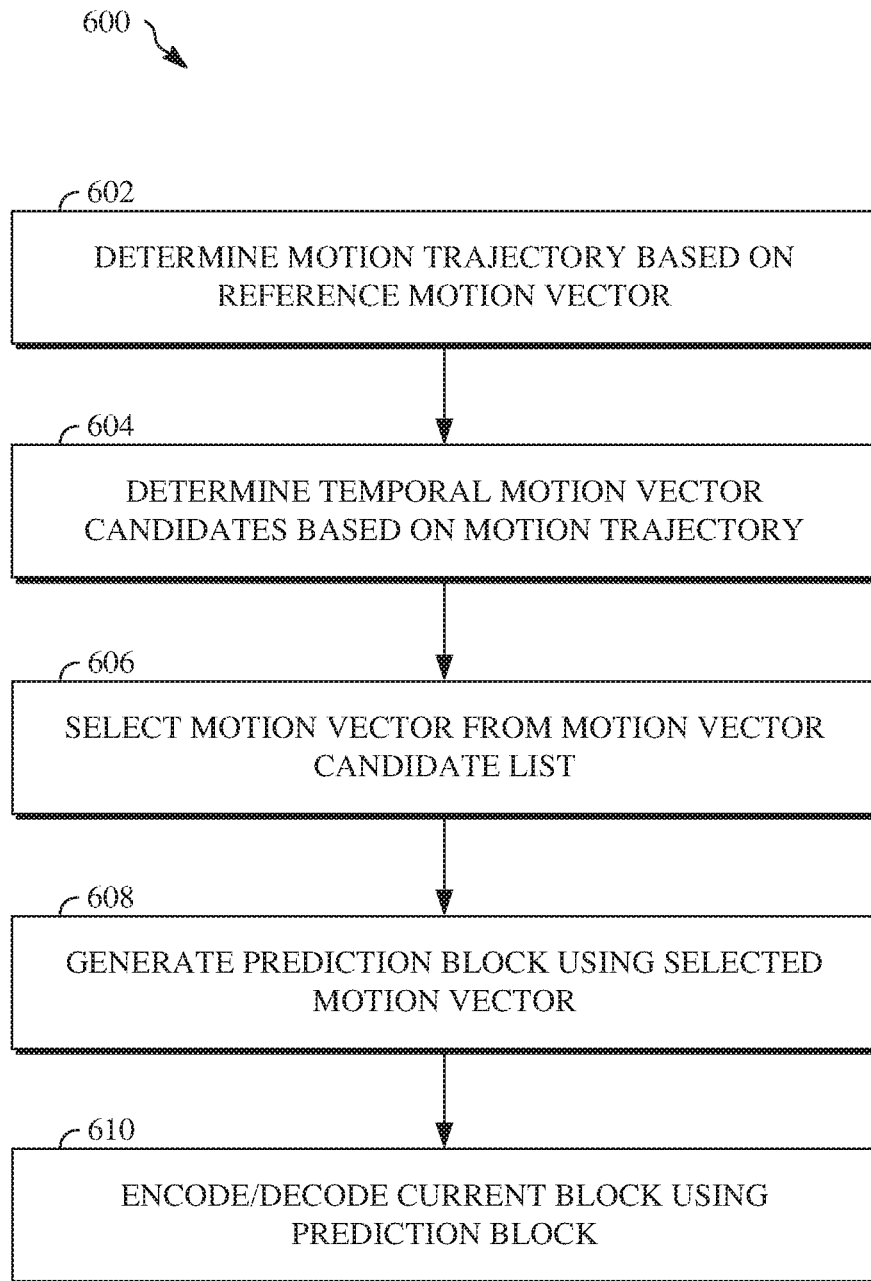 600
602
DETERMINE MOTION TRAJECTORY BASED ON
REFERENCE MOTION VECTOR
604
DETERMINE TEMPORAL MOTION VECTOR
CANDIDATES BASED ON MOTION TRAJECTORY
606
SELECT MOTION VECTOR FROM MOTION VECTOR
CANDIDATE LIST
608
GENERATE PREDICTION BLOCK USING SELECTED
MOTION VECTOR
610
ENCODE/DECODE CURRENT BLOCK USING
PREDICTION BLOCK